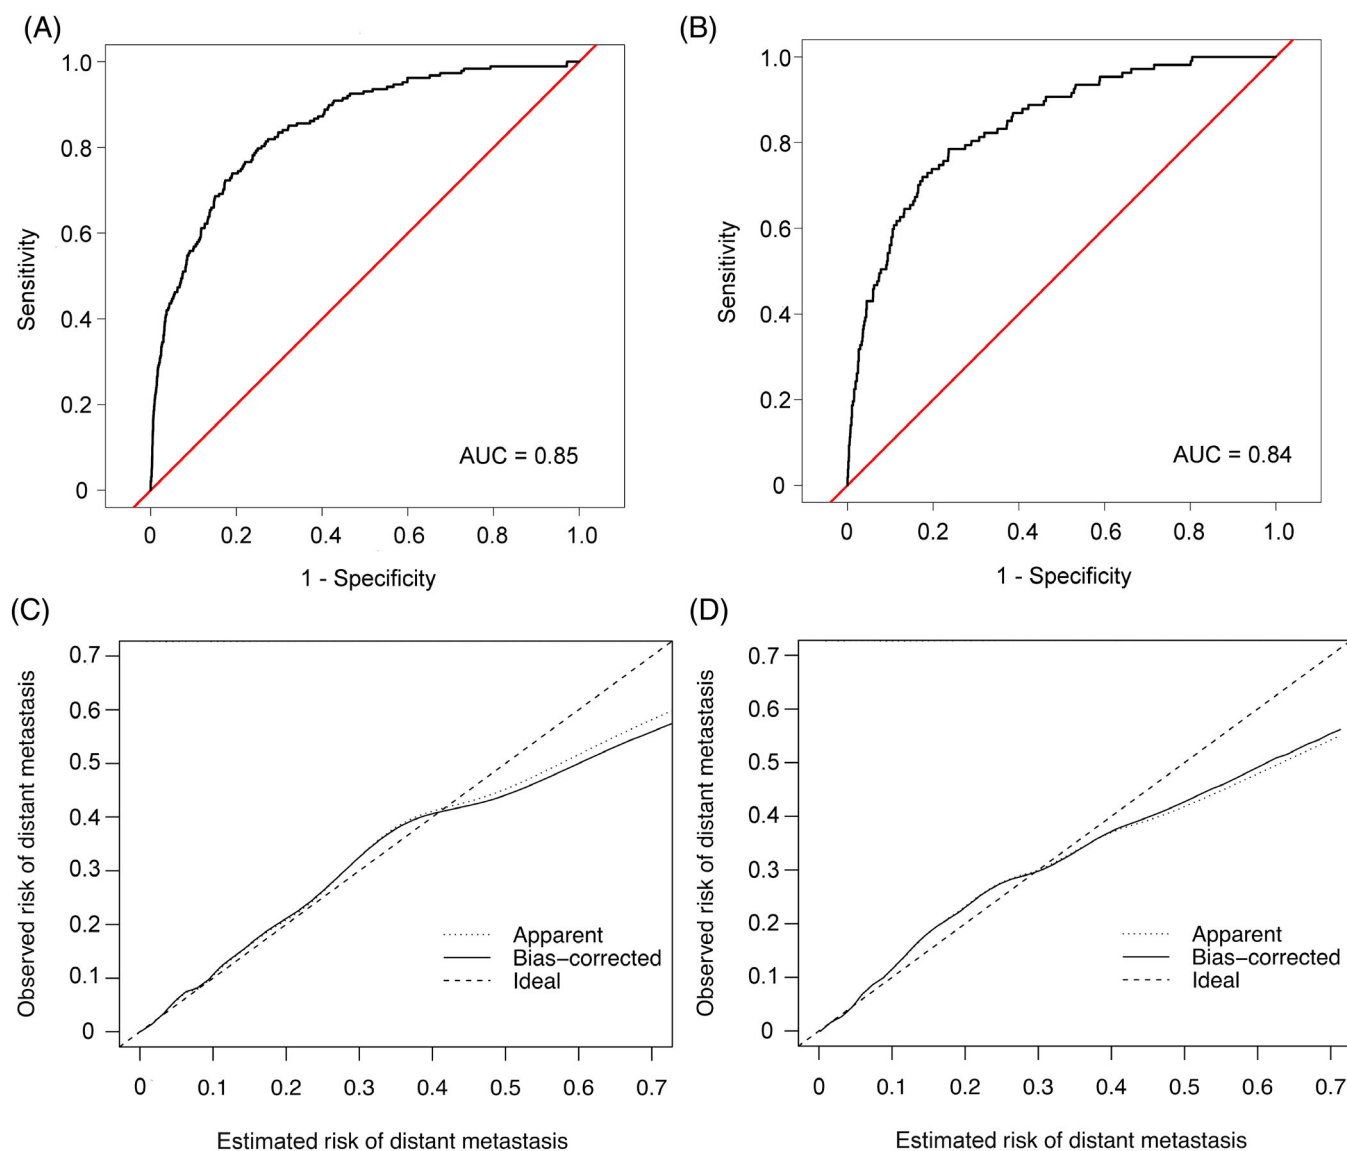 (A)
1.0
0.8
0.6
0.4
0.2
0
Sensitivity
AUC = 0.85
0 0.2 0.4 0.6 0.8 1.0
1 - Specificity
(B)
1.0
0.8
0.6
0.4
0.2
0
Sensitivity
AUC = 0.84
0 0.2 0.4 0.6 0.8 1.0
1 - Specificity
(C)
0.7
0.6
0.5
0.4
0.3
0.2
0.1
0
Observed risk of distant metastasis
Apparent
Bias-corrected
Ideal
0 0.1 0.2 0.3 0.4 0.5 0.6 0.7
Estimated risk of distant metastasis
(D)
0.7
0.6
0.5
0.4
0.3
0.2
0.1
0
Observed risk of distant metastasis
Apparent
Bias-corrected
Ideal
0 0.1 0.2 0.3 0.4 0.5 0.6 0.7
Estimated risk of distant metastasis